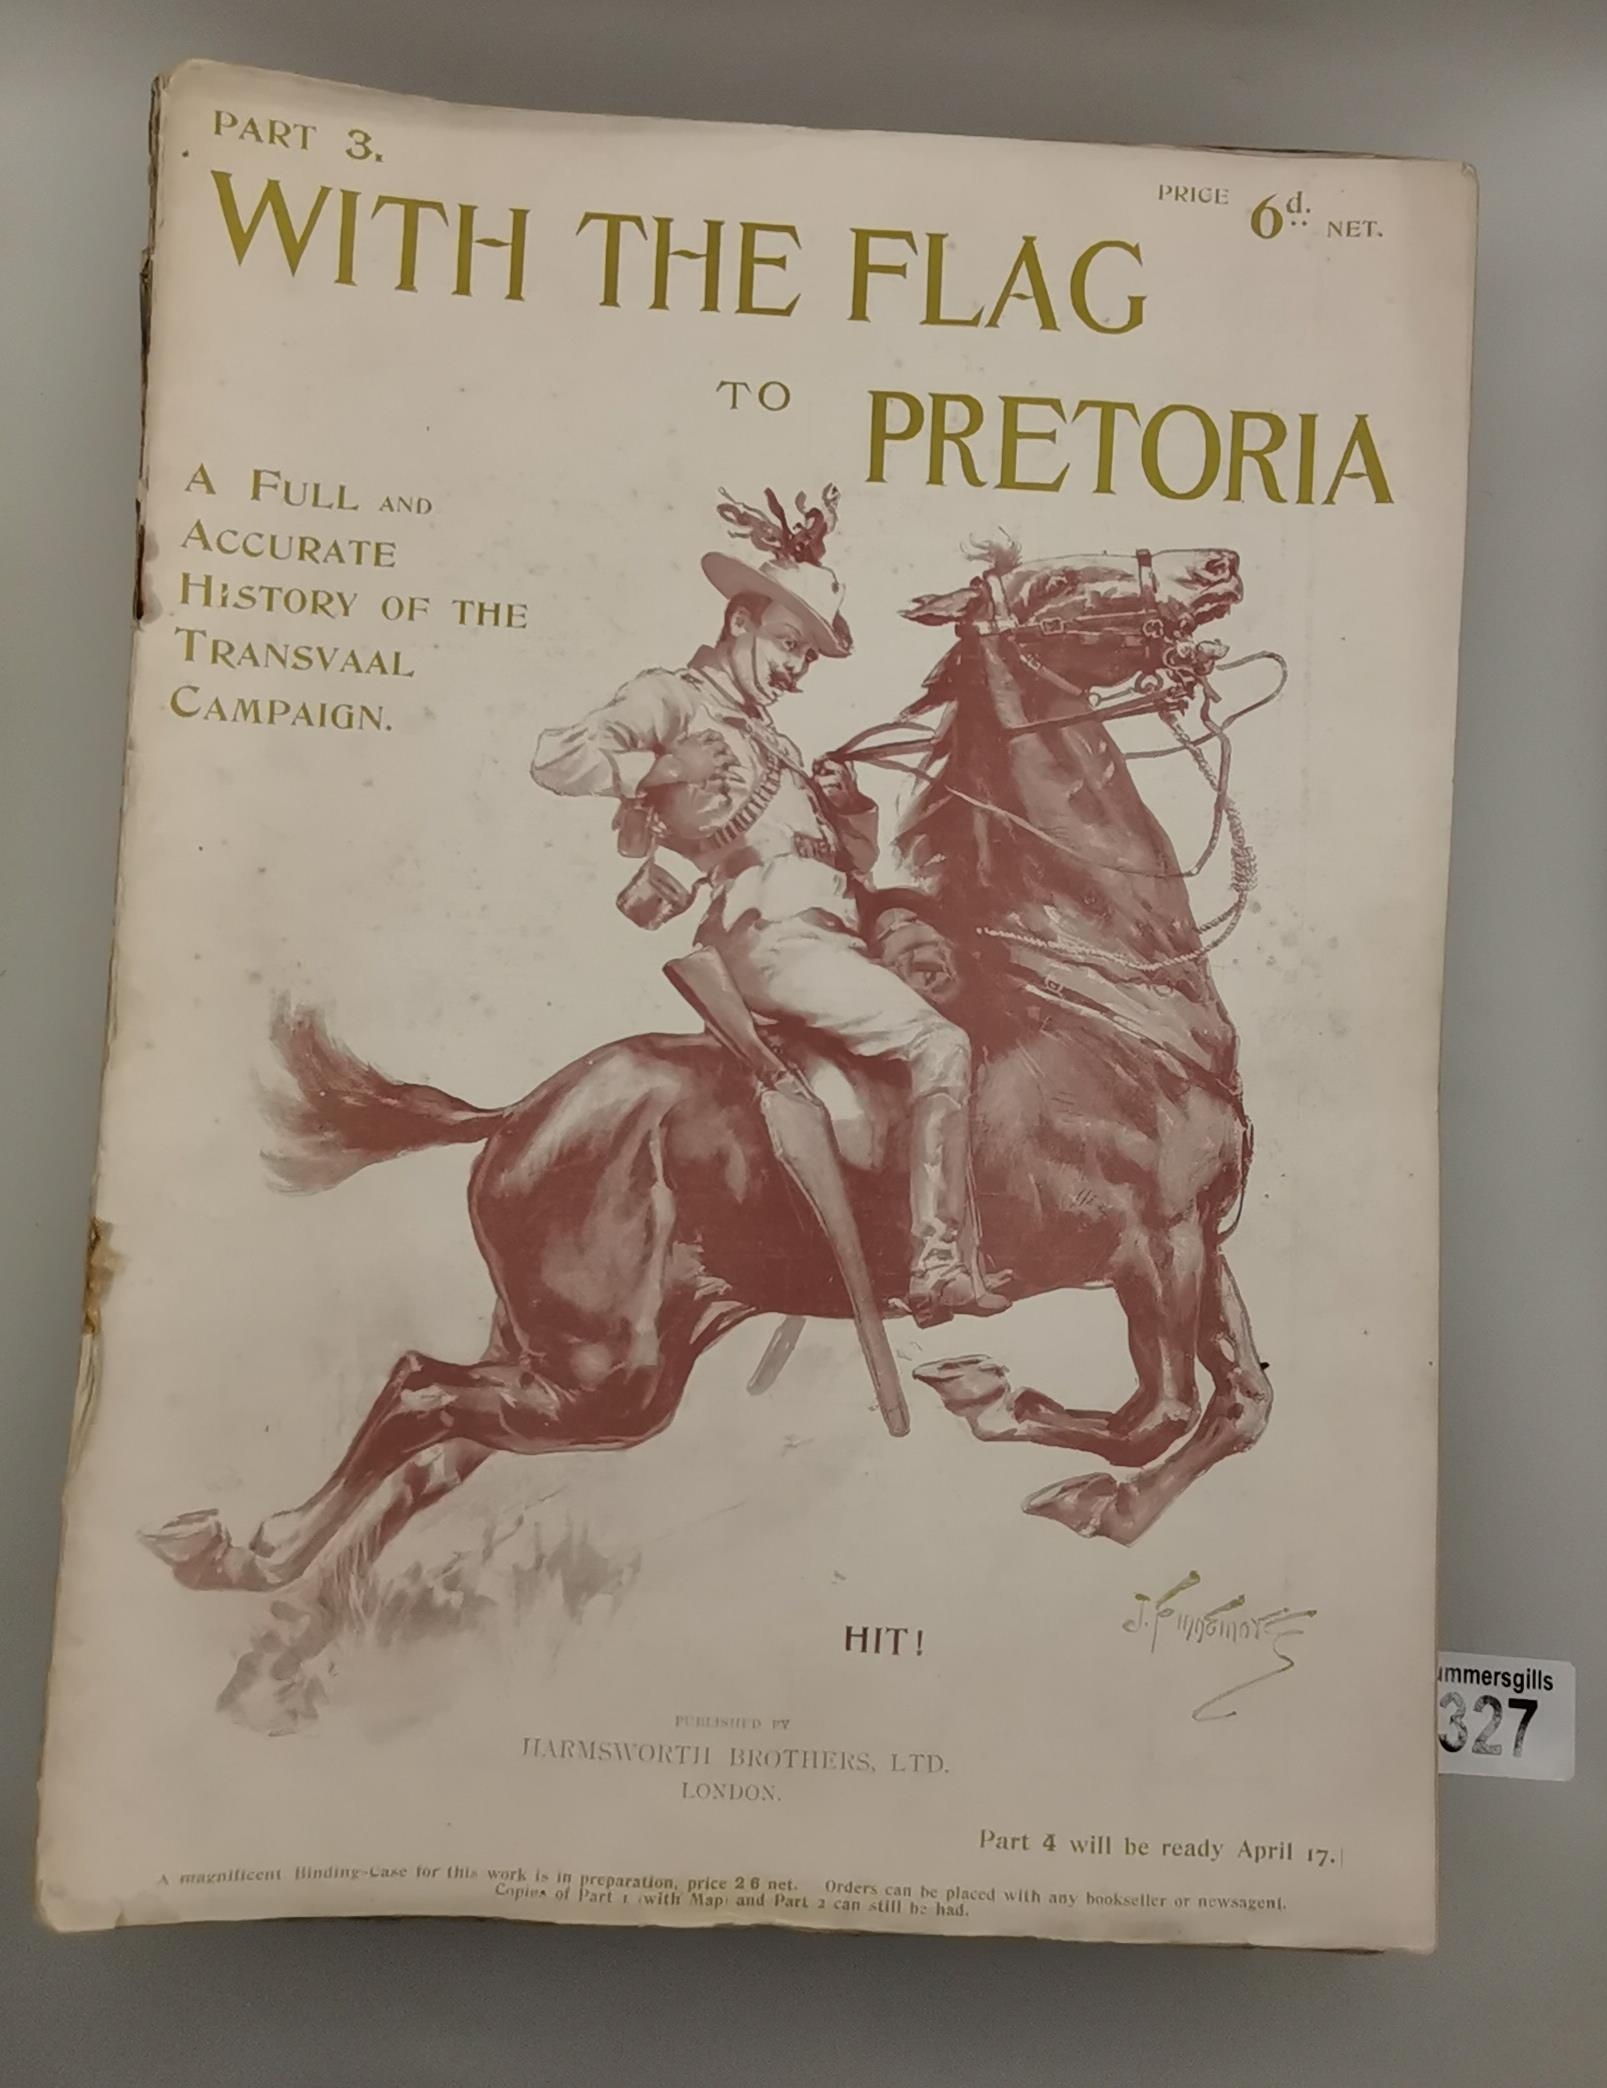 PART 3.
PRICE 6d. NET.
WITH THE FLAG
TO PRETORIA
A FULL AND
ACCURATE
HISTORY OF THE
TRANSVAAL
CAMPAIGN.
HIT!
J. Finnemore
PUBLISHED BY
HARMSWORTH BROTHERS, LTD.
LONDON.
Part 4 will be ready April 17.
A magnificent Binding-Case for this work is in preparation, price 2 6 net. Orders can be placed with any bookseller or newsagent.
Copies of Part 1 (with Map) and Part 2 can still be had.
ummersgills
327